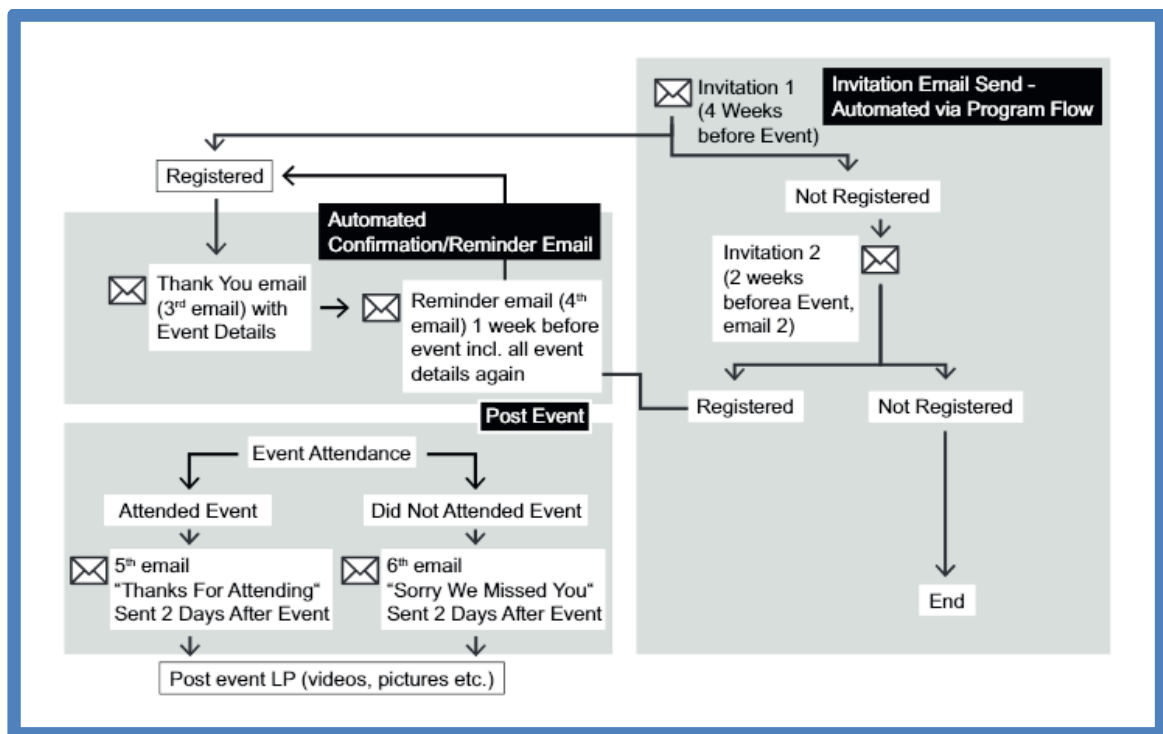 Invitation 1
(4 Weeks
before Event)
Invitation Email Send -
Automated via Program Flow
Registered
Not Registered
Automated
Confirmation/Reminder Email
Invitation 2
(2 weeks
beforea Event,
email 2)
Thank You email
(3rd email) with
Event Details
Reminder email (4th
email) 1 week before
event incl. all event
details again
Registered
Not Registered
Post Event
Event Attendance
Attended Event
Did Not Attended Event
5th email
“Thanks For Attending“
Sent 2 Days After Event
6th email
“Sorry We Missed You“
Sent 2 Days After Event
End
Post event LP (videos, pictures etc.)